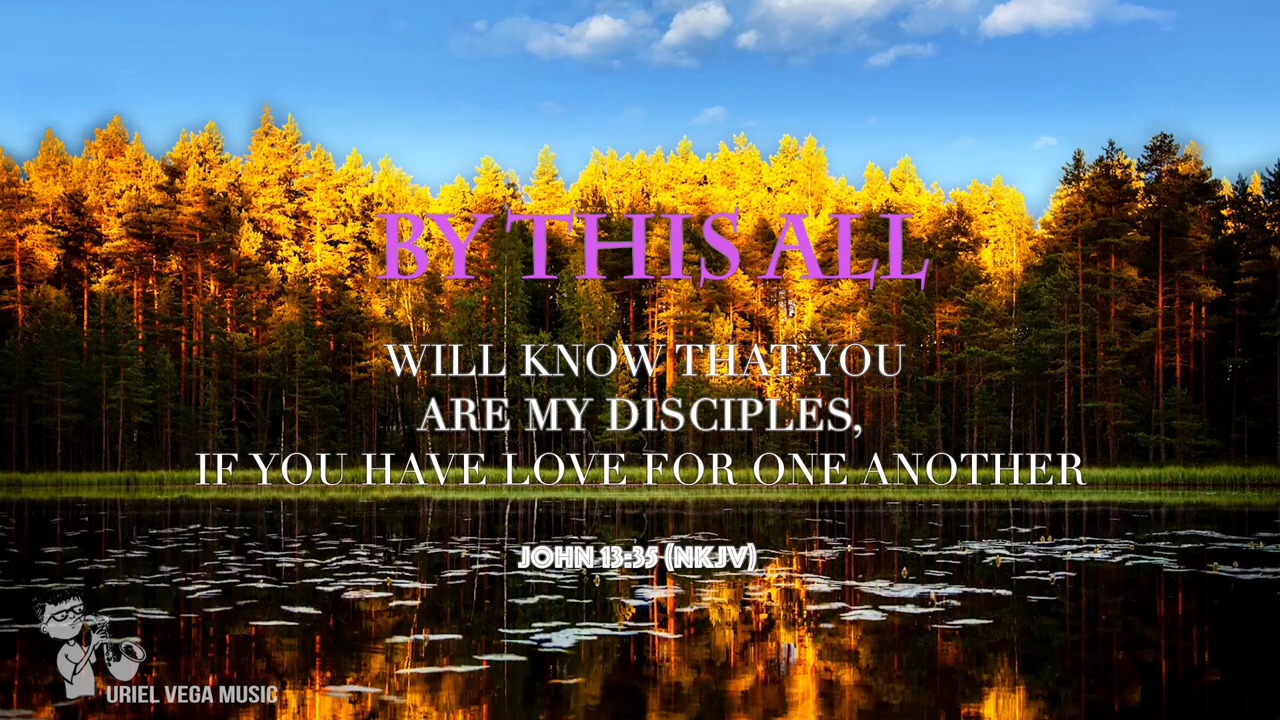 BY THIS ALL
WILL KNOW THAT YOU
ARE MY DISCIPLES,
IF YOU HAVE LOVE FOR ONE ANOTHER
JOHN 13:35 (NKJV)
URIEL VEGA MUSIC